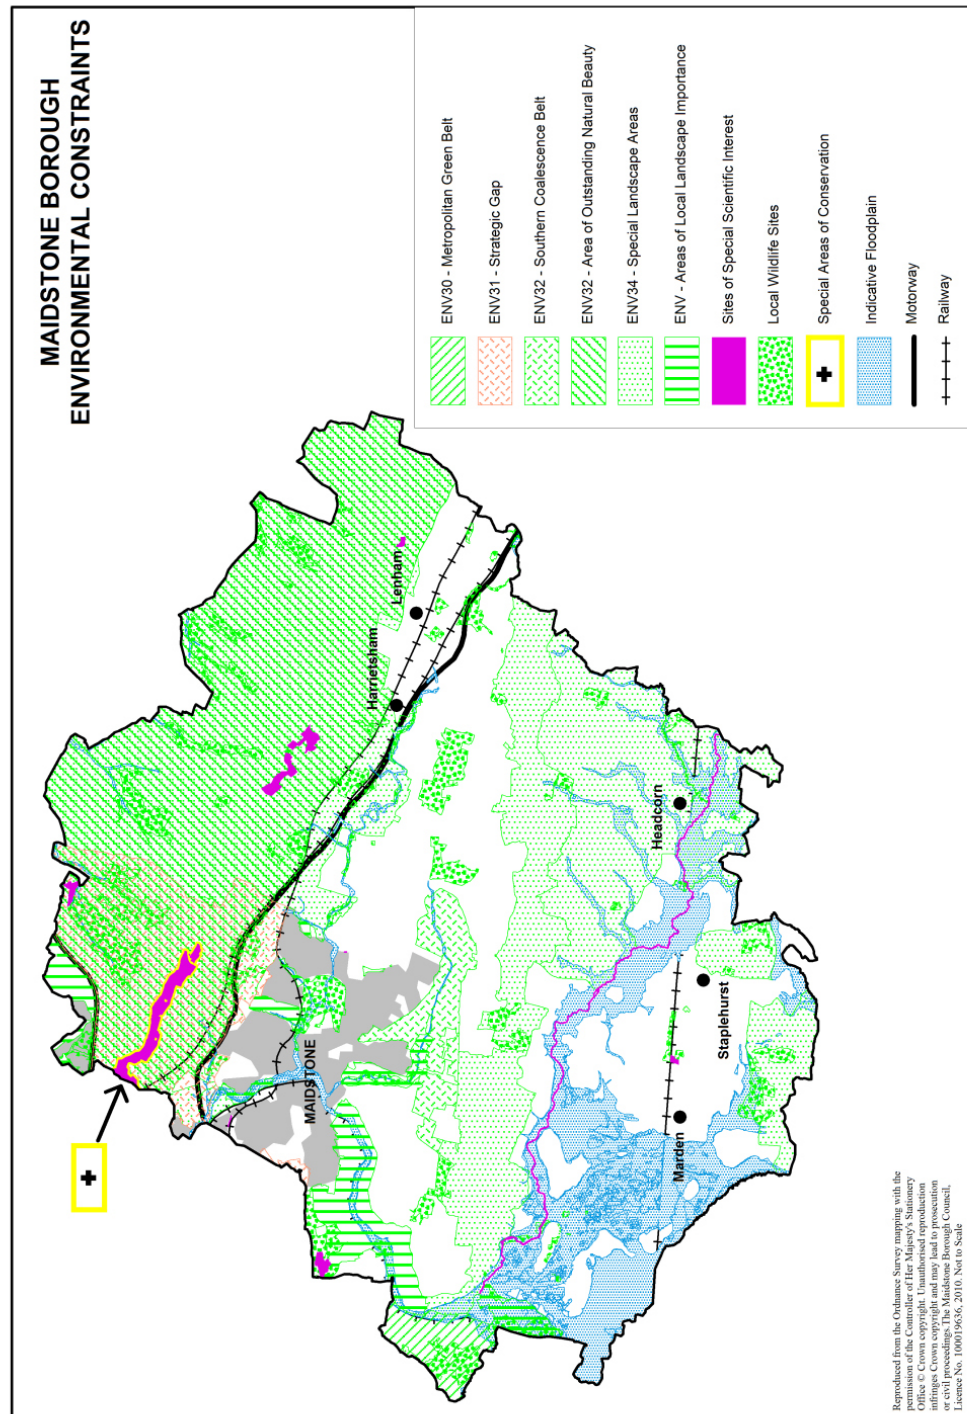 MAIDSTONE BOROUGH
ENVIRONMENTAL CONSTRAINTS
ENV30 - Metropolitan Green Belt
ENV31 - Strategic Gap
ENV32 - Southern Coalescence Belt
ENV32 - Area of Outstanding Natural Beauty
ENV34 - Special Landscape Areas
ENV - Areas of Local Landscape Importance
Sites of Special Scientific Interest
Local Wildlife Sites
Special Areas of Conservation
Indicative Floodplain
Motorway
Railway
Lenham
Harrietsham
MAIDSTONE
Headcorn
Staplehurst
Marden
Reproduced from the Ordnance Survey mapping with the
permission of the Controller of Her Majesty's Stationery
Office © Crown copyright. Unauthorised reproduction
infringes Crown copyright and may lead to prosecution
or civil proceedings. The Maidstone Borough Council,
Licence No. 100019636, 2010. Not to Scale